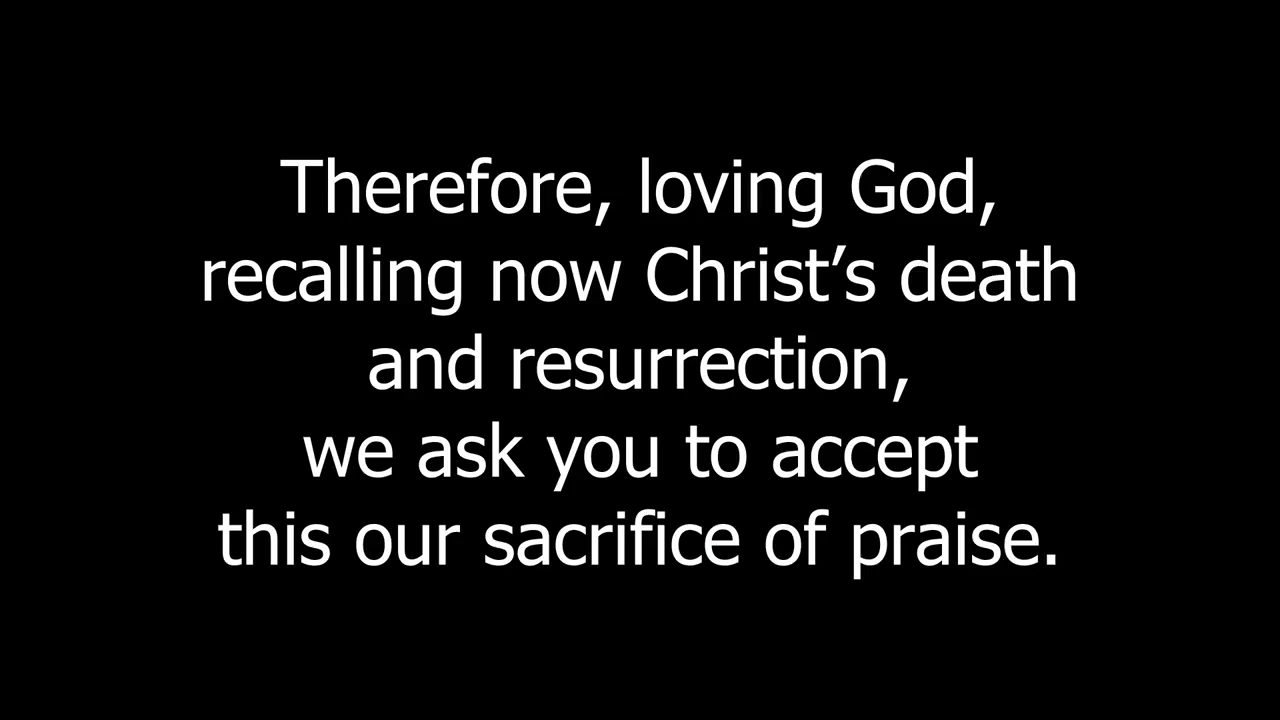 Therefore, loving God,
recalling now Christ’s death
and resurrection,
we ask you to accept
this our sacrifice of praise.